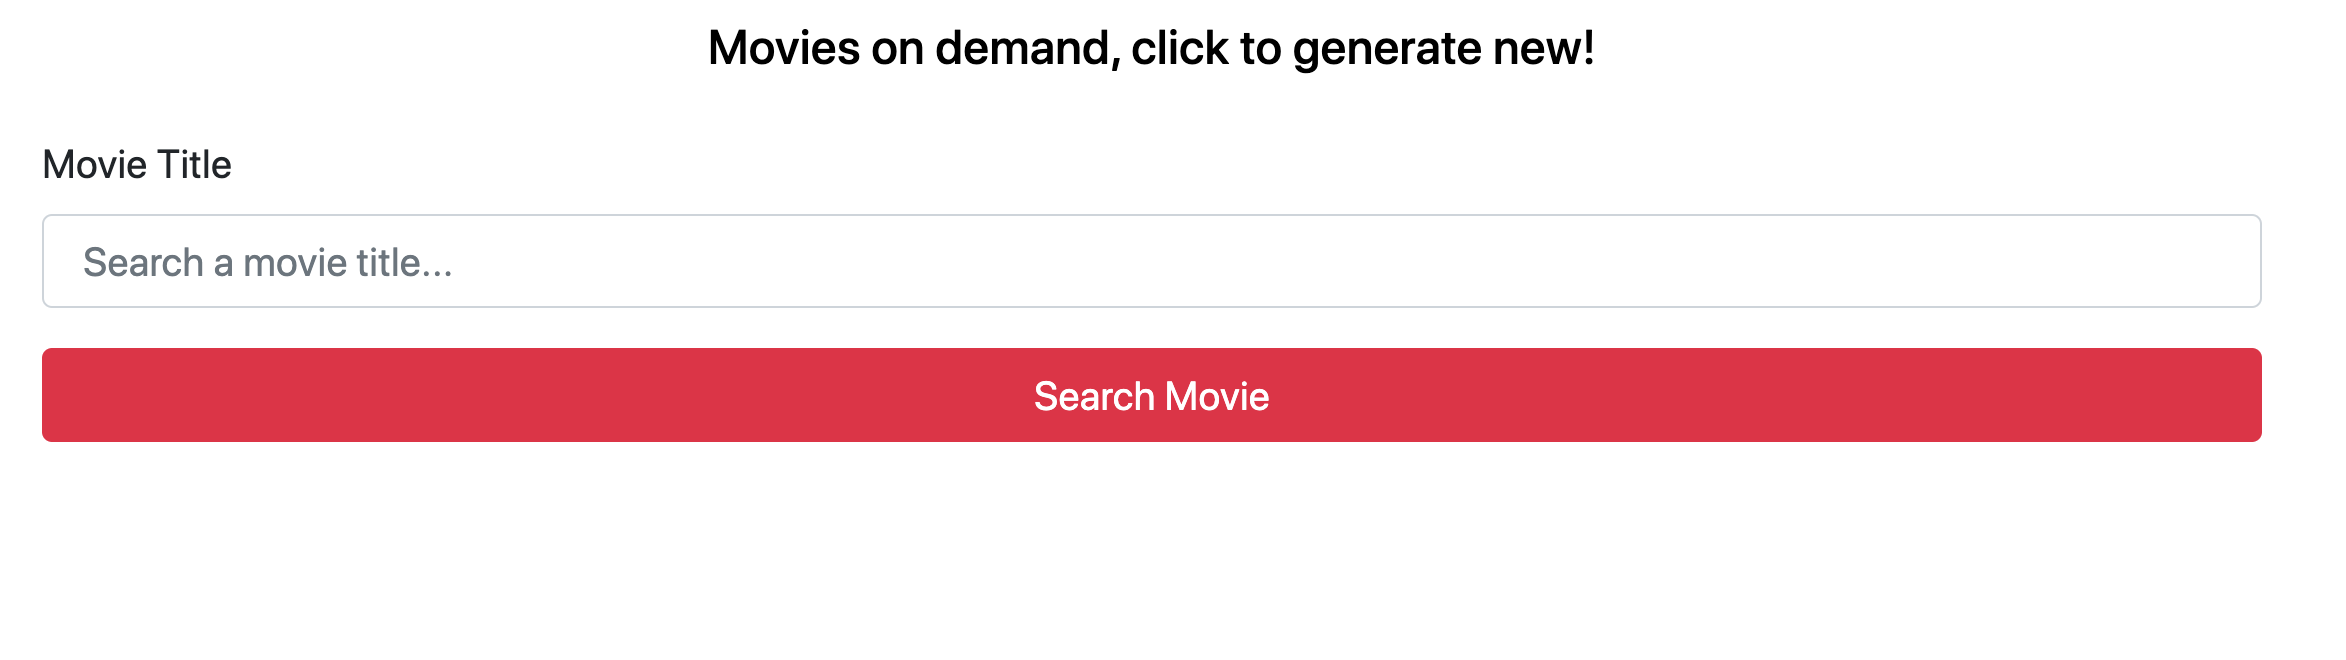 Movies on demand, click to generate new!
Movie Title
Search a movie title...
Search Movie